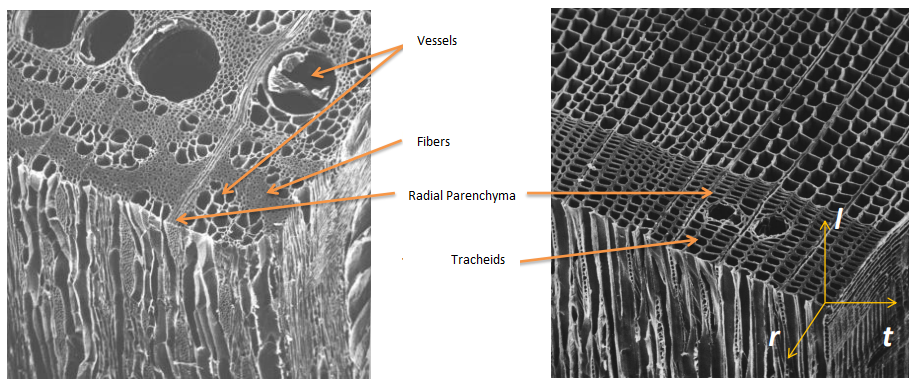 Vessels
Fibers
Radial Parenchyma
Tracheids
l
r
t